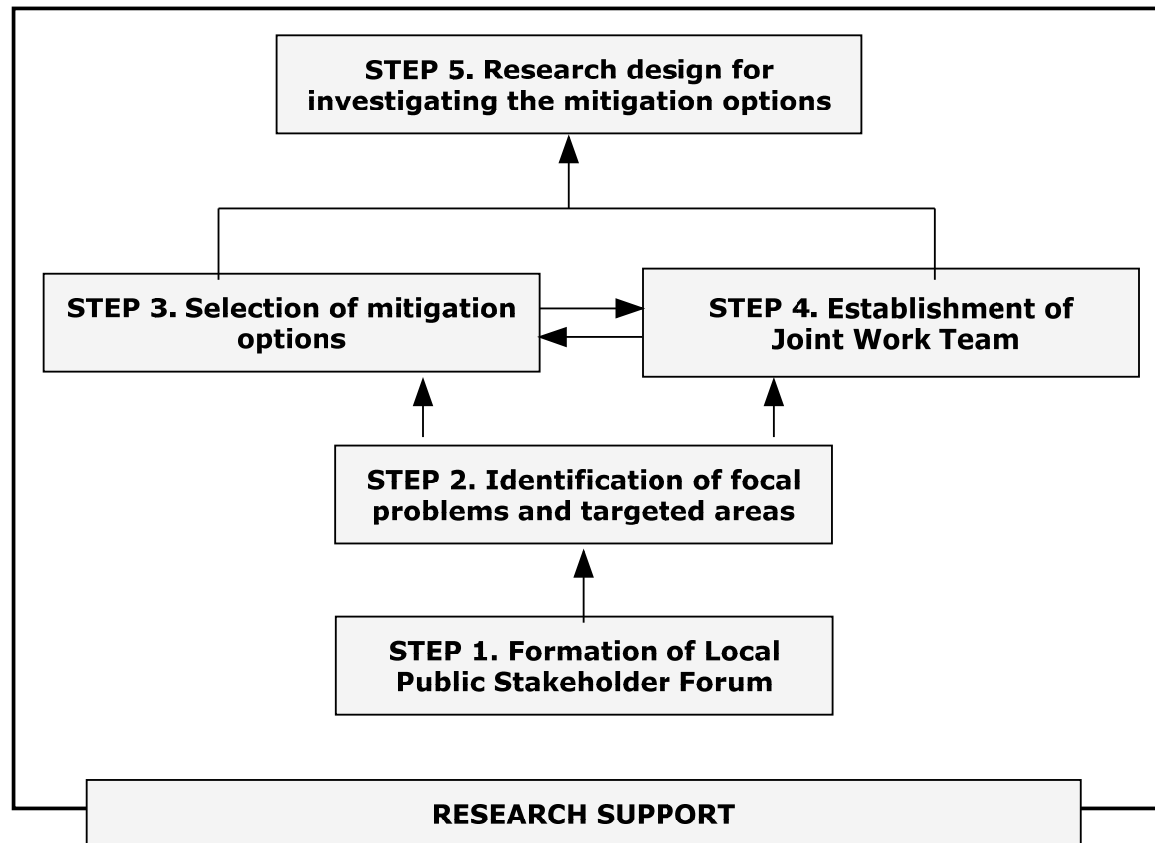 STEP 5. Research design for
investigating the mitigation options
STEP 3. Selection of mitigation
options
STEP 4. Establishment of
Joint Work Team
STEP 2. Identification of focal
problems and targeted areas
STEP 1. Formation of Local
Public Stakeholder Forum
RESEARCH SUPPORT